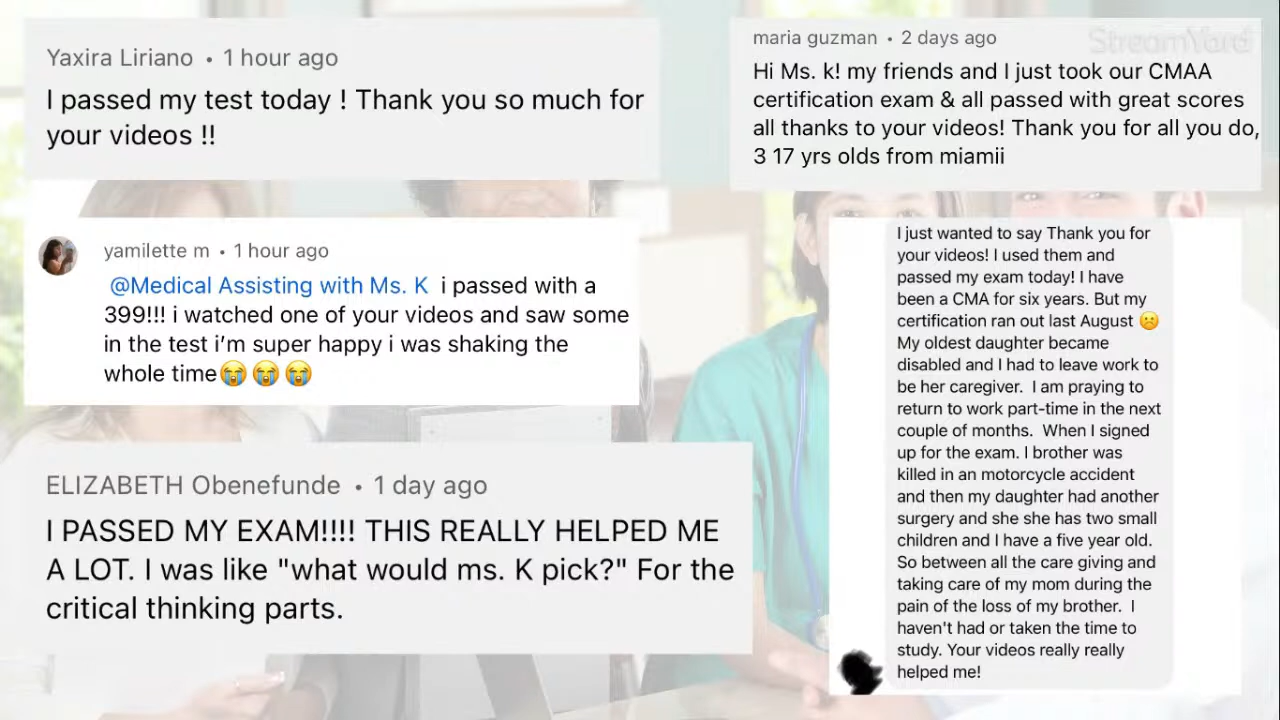 Yaxira Liriano • 1 hour ago
I passed my test today ! Thank you so much for
your videos !!
maria guzman • 2 days ago
StreamYard
Hi Ms. k! my friends and I just took our CMAA
certification exam & all passed with great scores
all thanks to your videos! Thank you for all you do,
3 17 yrs olds from miamii
yamilette m • 1 hour ago
@Medical Assisting with Ms. K i passed with a
399!!! i watched one of your videos and saw some
in the test i’m super happy i was shaking the
whole time😭 😭 😭
ELIZABETH Obenefunde • 1 day ago
I PASSED MY EXAM!!!! THIS REALLY HELPED ME
A LOT. I was like "what would ms. K pick?" For the
critical thinking parts.
I just wanted to say Thank you for
your videos! I used them and
passed my exam today! I have
been a CMA for six years. But my
certification ran out last August ☹️
My oldest daughter became
disabled and I had to leave work to
be her caregiver. I am praying to
return to work part-time in the next
couple of months. When I signed
up for the exam. I brother was
killed in an motorcycle accident
and then my daughter had another
surgery and she she has two small
children and I have a five year old.
So between all the care giving and
taking care of my mom during the
pain of the loss of my brother. I
haven't had or taken the time to
study. Your videos really really
helped me!